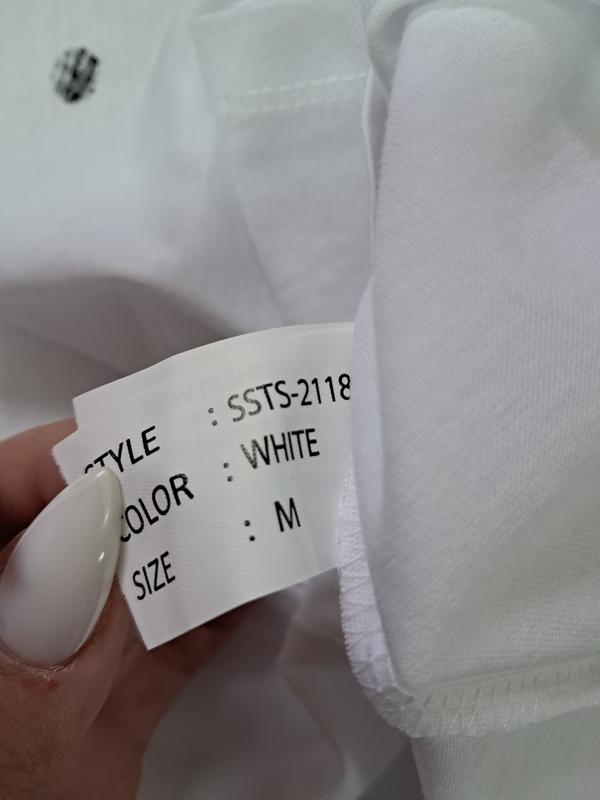 STYLE : SSTS-2118
COLOR : WHITE
SIZE : M